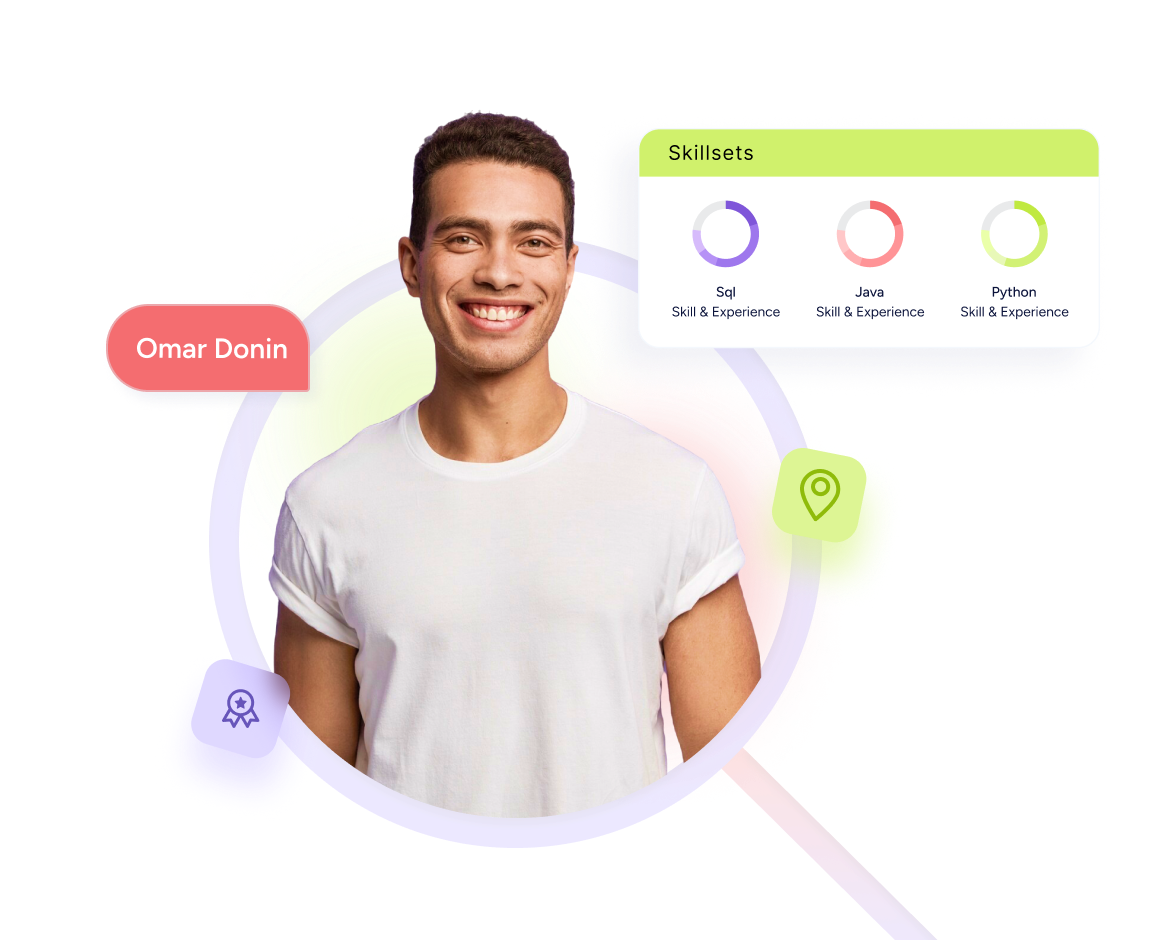 Skillsets
Sql
Skill & Experience
Java
Skill & Experience
Python
Skill & Experience
Omar Donin